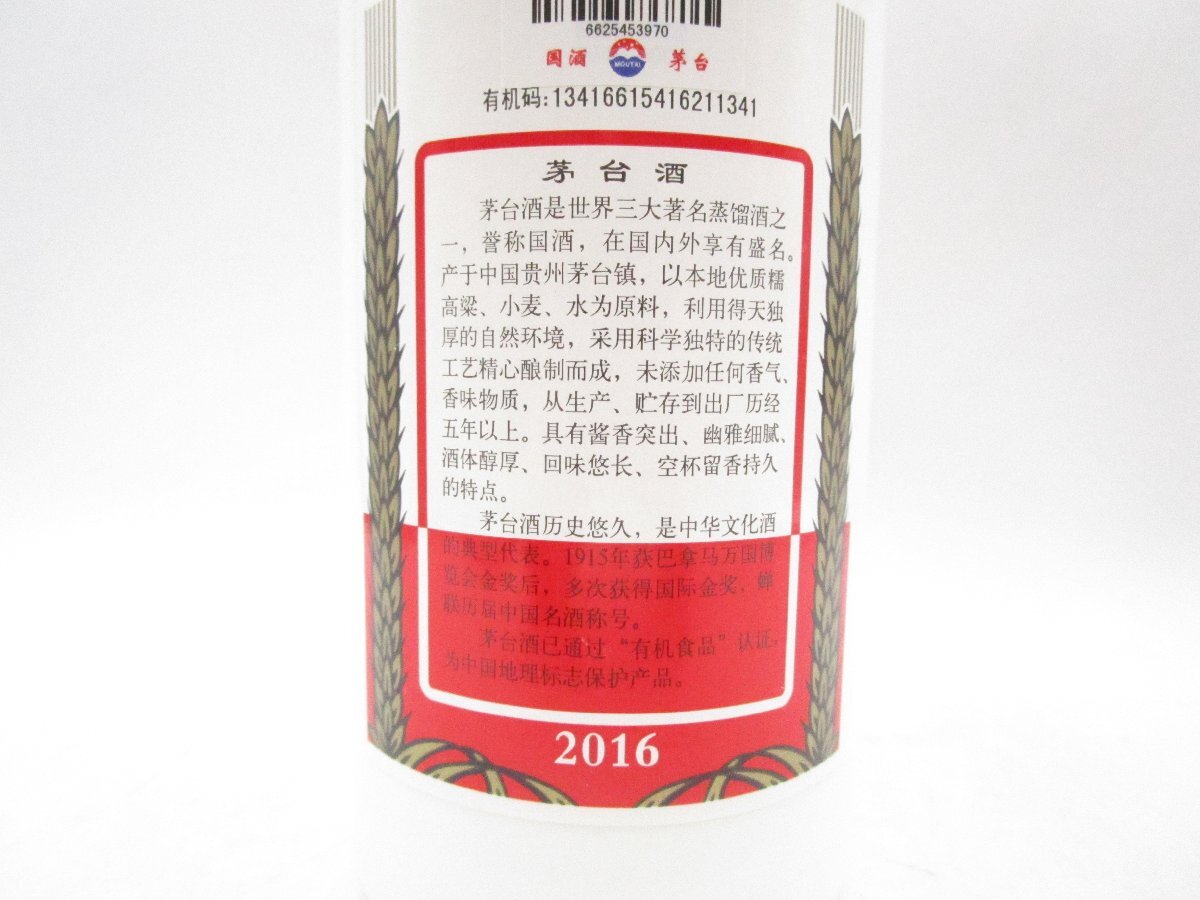 6625453970
国酒 MOUTAI 茅台
有机码:13416615416211341
茅台酒
茅台酒是世界三大著名蒸馏酒之
一，誉称国酒，在国内外享有盛名。
产于中国贵州茅台镇，以本地优质糯
高粱、小麦、水为原料，利用得天独
厚的自然环境，采用科学独特的传统
工艺精心酿制而成，未添加任何香气、
香味物质，从生产、贮存到出厂历经
五年以上。具有酱香突出、幽雅细腻、
酒体醇厚、回味悠长、空杯留香持久
的特点。
茅台酒历史悠久，是中华文化酒
的典型代表。1915年获巴拿马万国博
览会金奖后，多次获得国际金奖，蝉
联历届中国名酒称号。
茅台酒已通过“有机食品”认证，
为中国地理标志保护产品。
2016